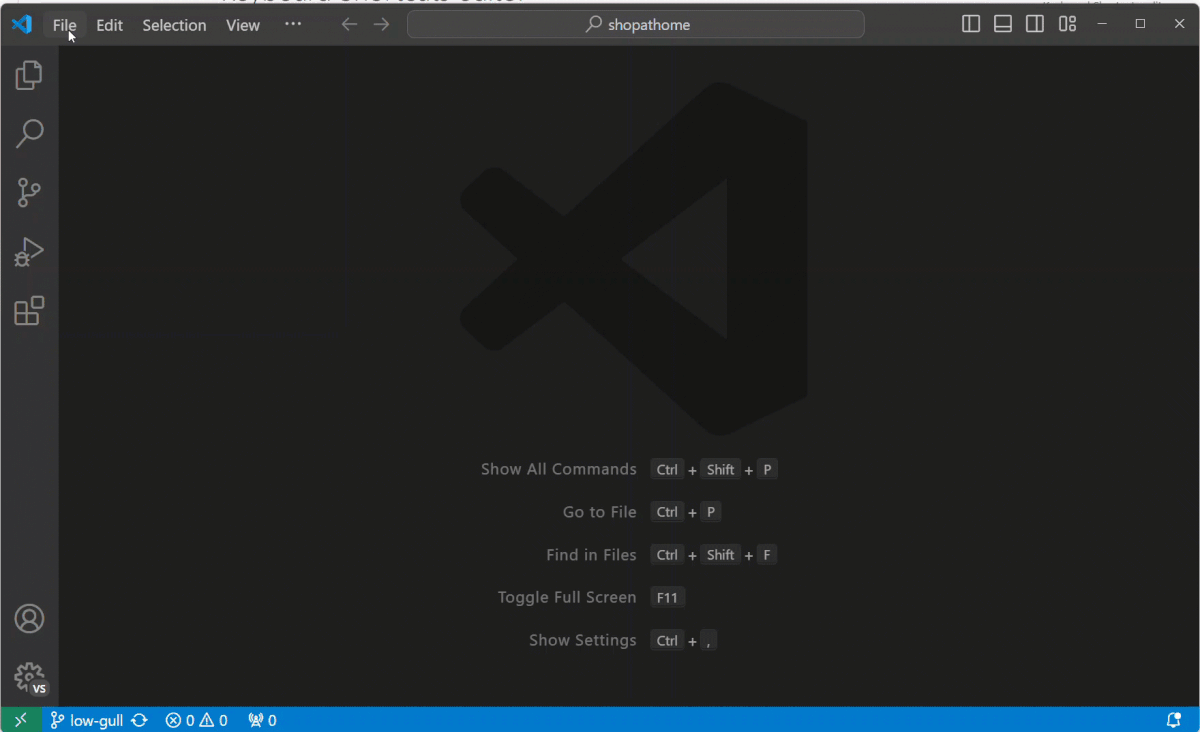 File Edit Selection View ··· shopathome
Show All Commands Ctrl + Shift + P
Go to File Ctrl + P
Find in Files Ctrl + Shift + F
Toggle Full Screen F11
Show Settings Ctrl + ,
VS
low-gull 0 0 0